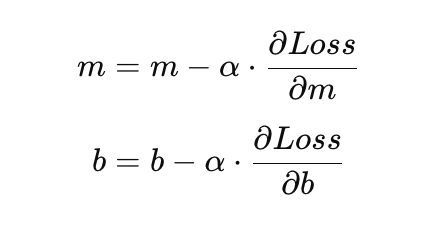 m = m − α · ∂Loss/∂m
b = b − α · ∂Loss/∂b